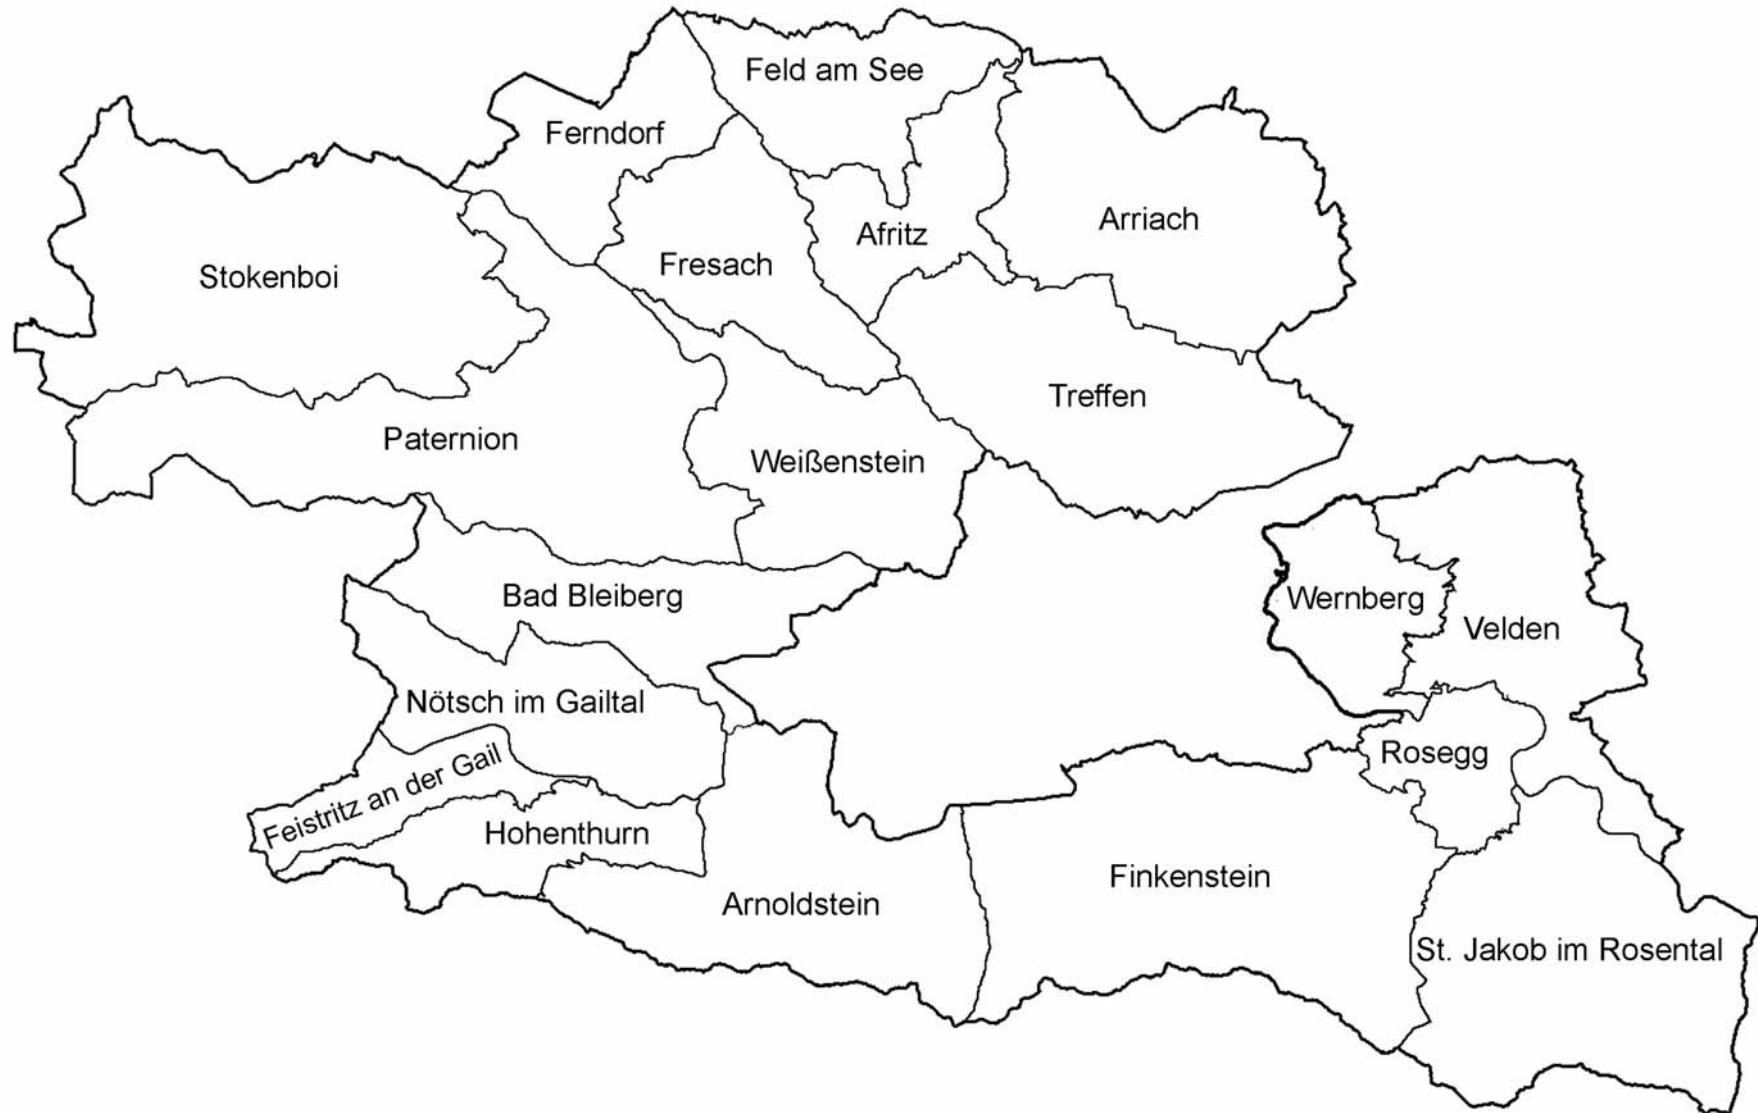 Feld am See
Ferndorf
Arriach
Afritz
Fresach
Stokenboi
Treffen
Paternion
Weißenstein
Bad Bleiberg
Wernberg
Velden
Nötsch im Gailtal
Rosegg
Feistritz an der Gail
Hohenthurn
Finkenstein
Arnoldstein
St. Jakob im Rosental